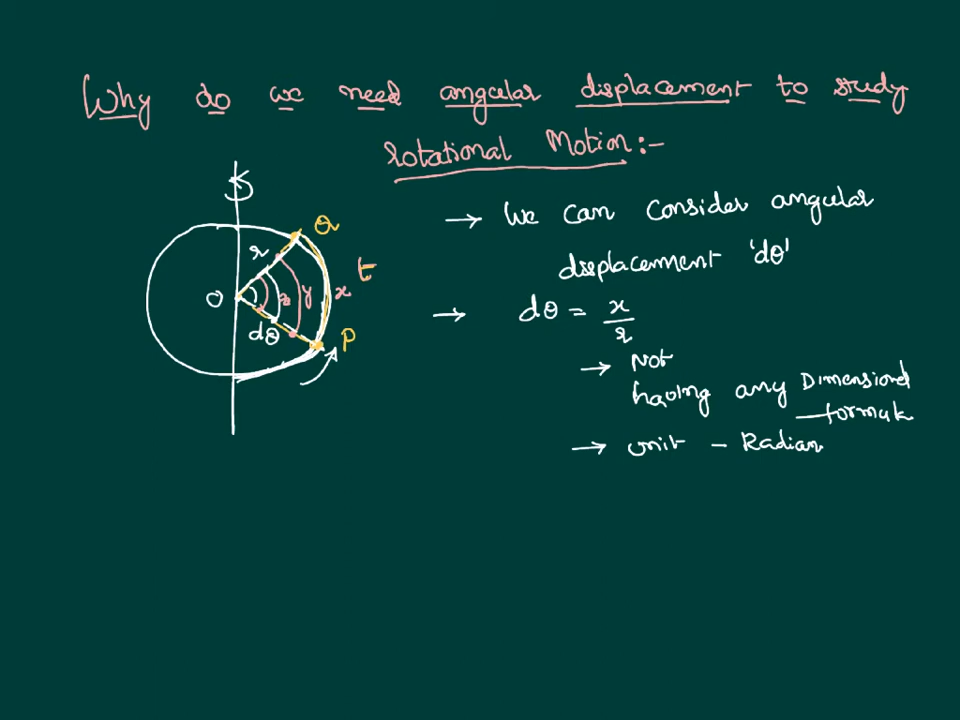 Why do we need angular displacement to study
rotational Motion :-
→ We can consider angular
displacement 'dθ'
→ dθ = x/r
→ Not
having any Dimensional
formula
→ unit - Radian
Q
r
t
O
z
y
x
dθ
P